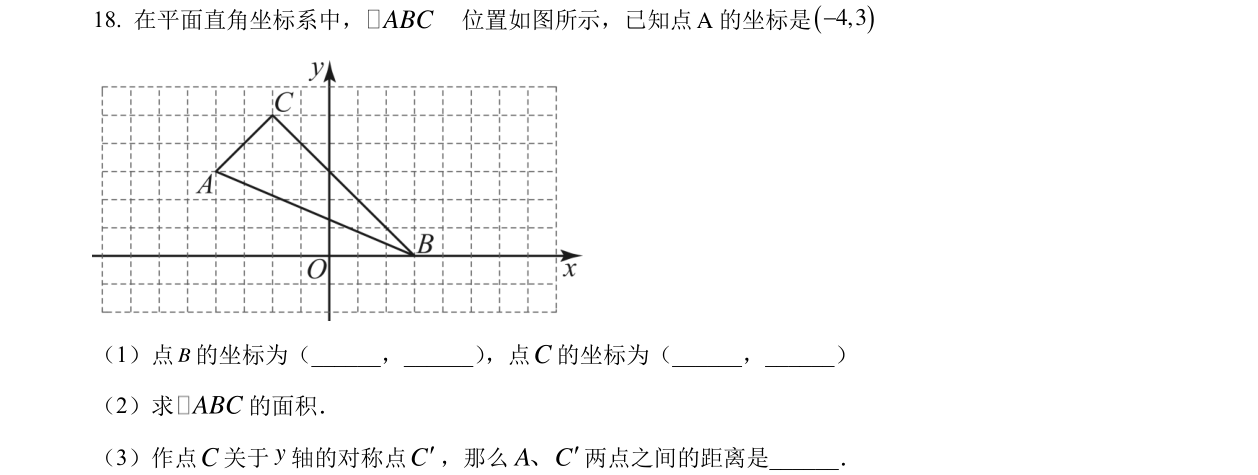 18. 在平面直角坐标系中，□ABC 位置如图所示，已知点 A 的坐标是(−4,3)
y
C
A
B
O
x
（1）点 B 的坐标为（______，______），点 C 的坐标为（______，______）
（2）求□ABC 的面积．
（3）作点 C 关于 y 轴的对称点 C′，那么 A、C′ 两点之间的距离是______．